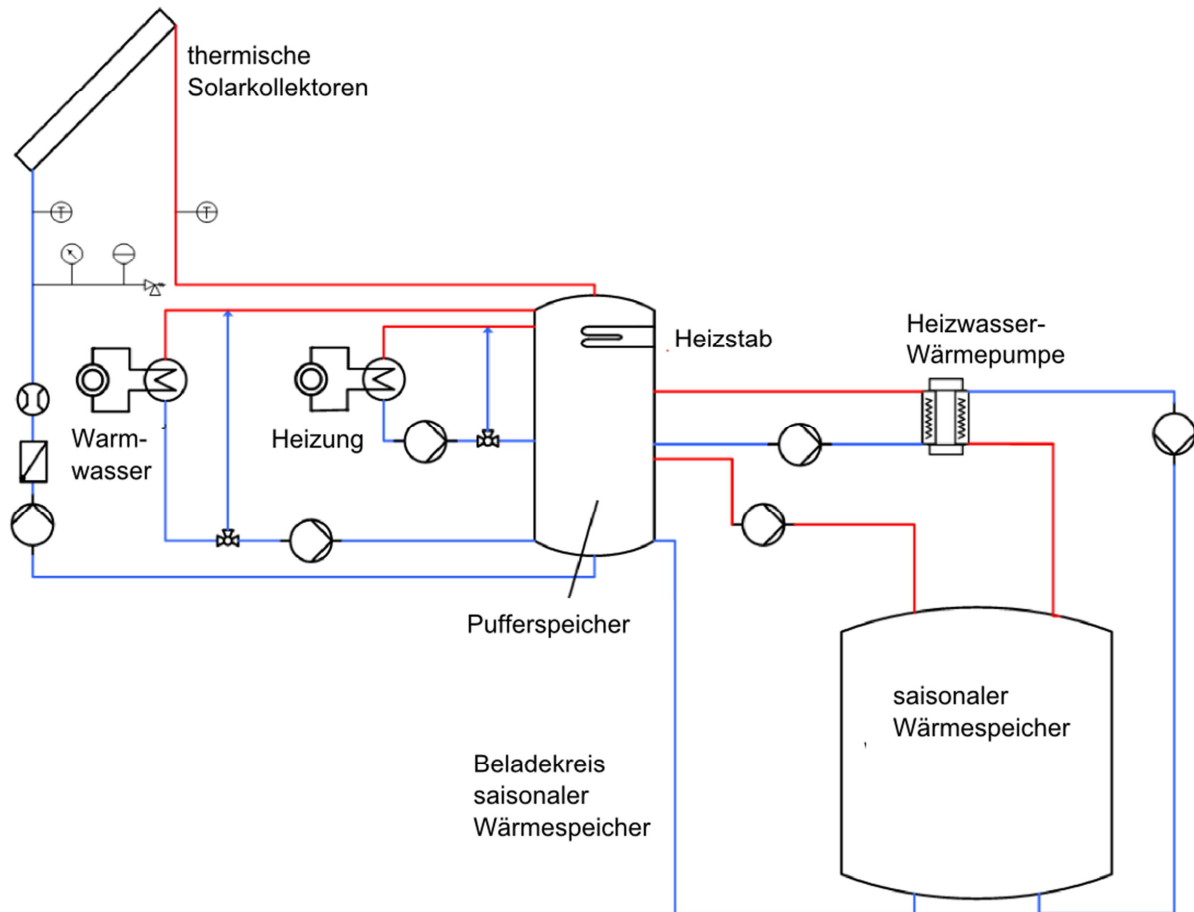 thermische
Solarkollektoren
T
T
Heizwasser-
Wärmepumpe
Heizstab
Warm-
wasser
Heizung
Pufferspeicher
saisonaler
Wärmespeicher
Beladekreis
saisonaler
Wärmespeicher